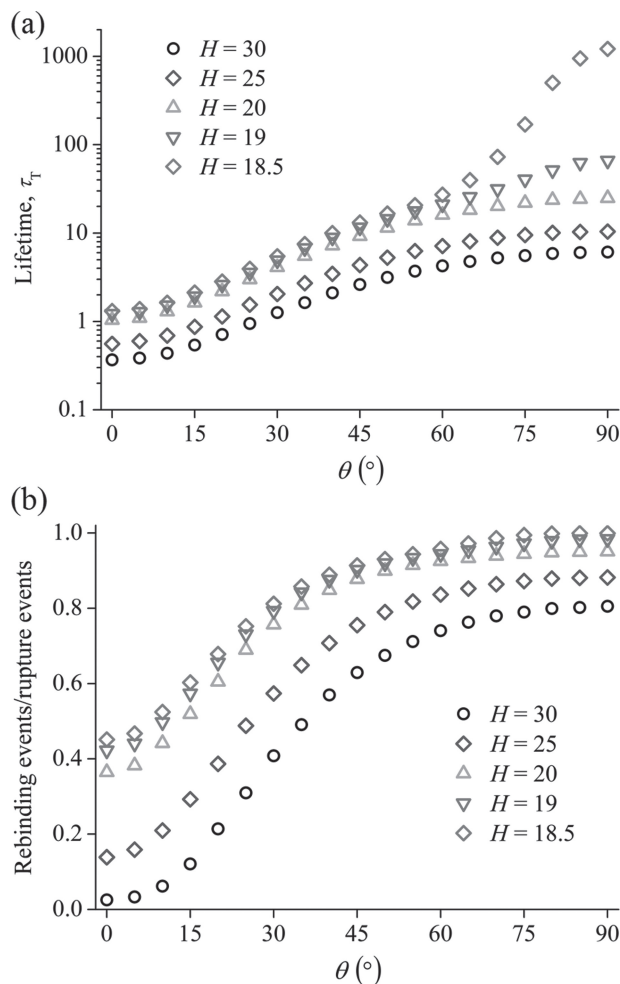 (a)
1000
100
10
1
0.1
Lifetime, τT
H = 30
H = 25
H = 20
H = 19
H = 18.5
0 15 30 45 60 75 90
θ (°)
(b)
1.0
0.8
0.6
0.4
0.2
0.0
Rebinding events/rupture events
H = 30
H = 25
H = 20
H = 19
H = 18.5
0 15 30 45 60 75 90
θ (°)